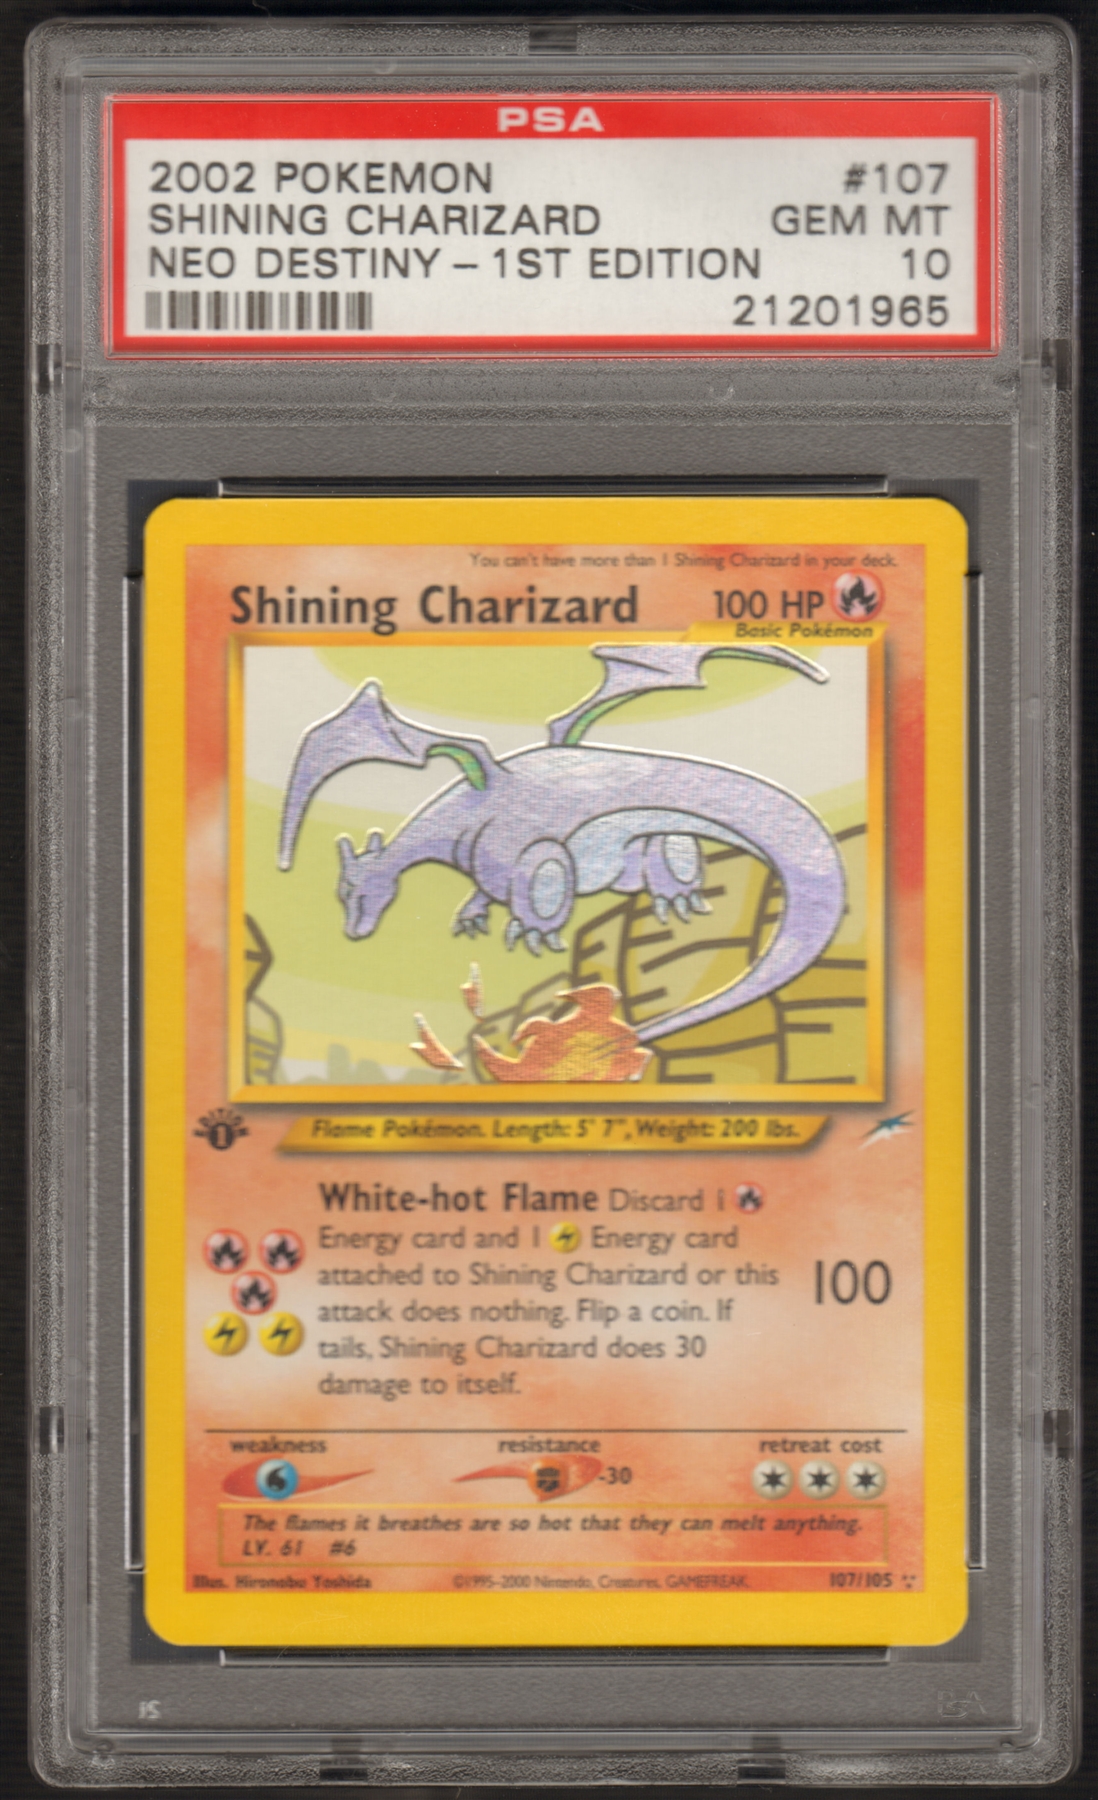 PSA
2002 POKEMON #107
SHINING CHARIZARD GEM MT
NEO DESTINY – 1ST EDITION 10
21201965
You can't have more than 1 Shining Charizard in your deck.
Shining Charizard 100 HP
Basic Pokémon
EDITION
1
Flame Pokémon. Length: 5' 7", Weight: 200 lbs.
White-hot Flame Discard 1
Energy card and 1 Energy card
attached to Shining Charizard or this
attack does nothing. Flip a coin. If
tails, Shining Charizard does 30
damage to itself.
100
weakness resistance retreat cost
-30
The flames it breathes are so hot that they can melt anything.
LV. 61 #6
Illus. Hironobu Yoshida ©1995-2000 Nintendo, Creatures, GAMEFREAK. 107/105